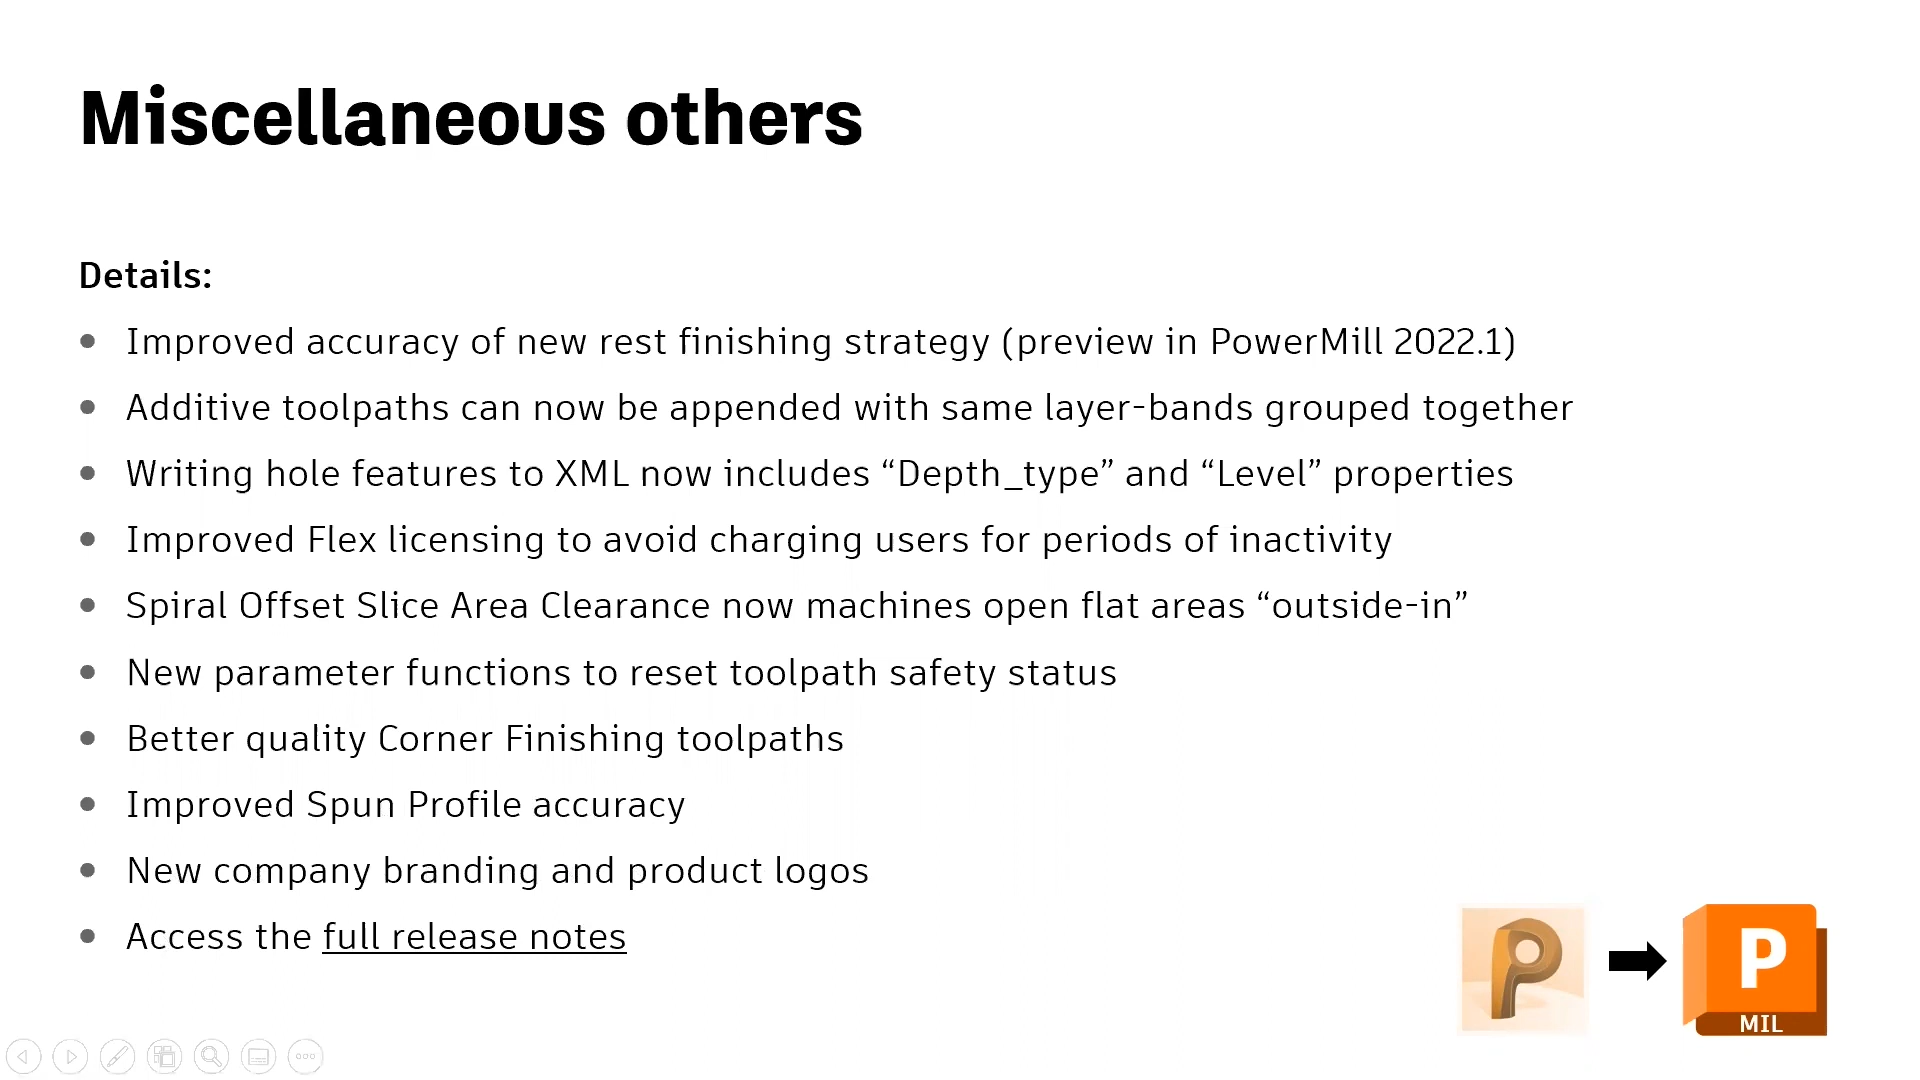 Miscellaneous others
Details:
Improved accuracy of new rest finishing strategy (preview in PowerMill 2022.1)
Additive toolpaths can now be appended with same layer-bands grouped together
Writing hole features to XML now includes “Depth_type” and “Level” properties
Improved Flex licensing to avoid charging users for periods of inactivity
Spiral Offset Slice Area Clearance now machines open flat areas “outside-in”
New parameter functions to reset toolpath safety status
Better quality Corner Finishing toolpaths
Improved Spun Profile accuracy
New company branding and product logos
Access the full release notes
P
P
MIL